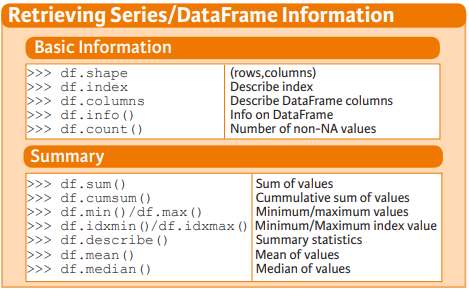 Retrieving Series/DataFrame Information
Basic Information
>>> df.shape (rows,columns)
>>> df.index Describe index
>>> df.columns Describe DataFrame columns
>>> df.info() Info on DataFrame
>>> df.count() Number of non-NA values
Summary
>>> df.sum() Sum of values
>>> df.cumsum() Cummulative sum of values
>>> df.min()/df.max() Minimum/maximum values
>>> df.idxmin()/df.idxmax() Minimum/Maximum index value
>>> df.describe() Summary statistics
>>> df.mean() Mean of values
>>> df.median() Median of values